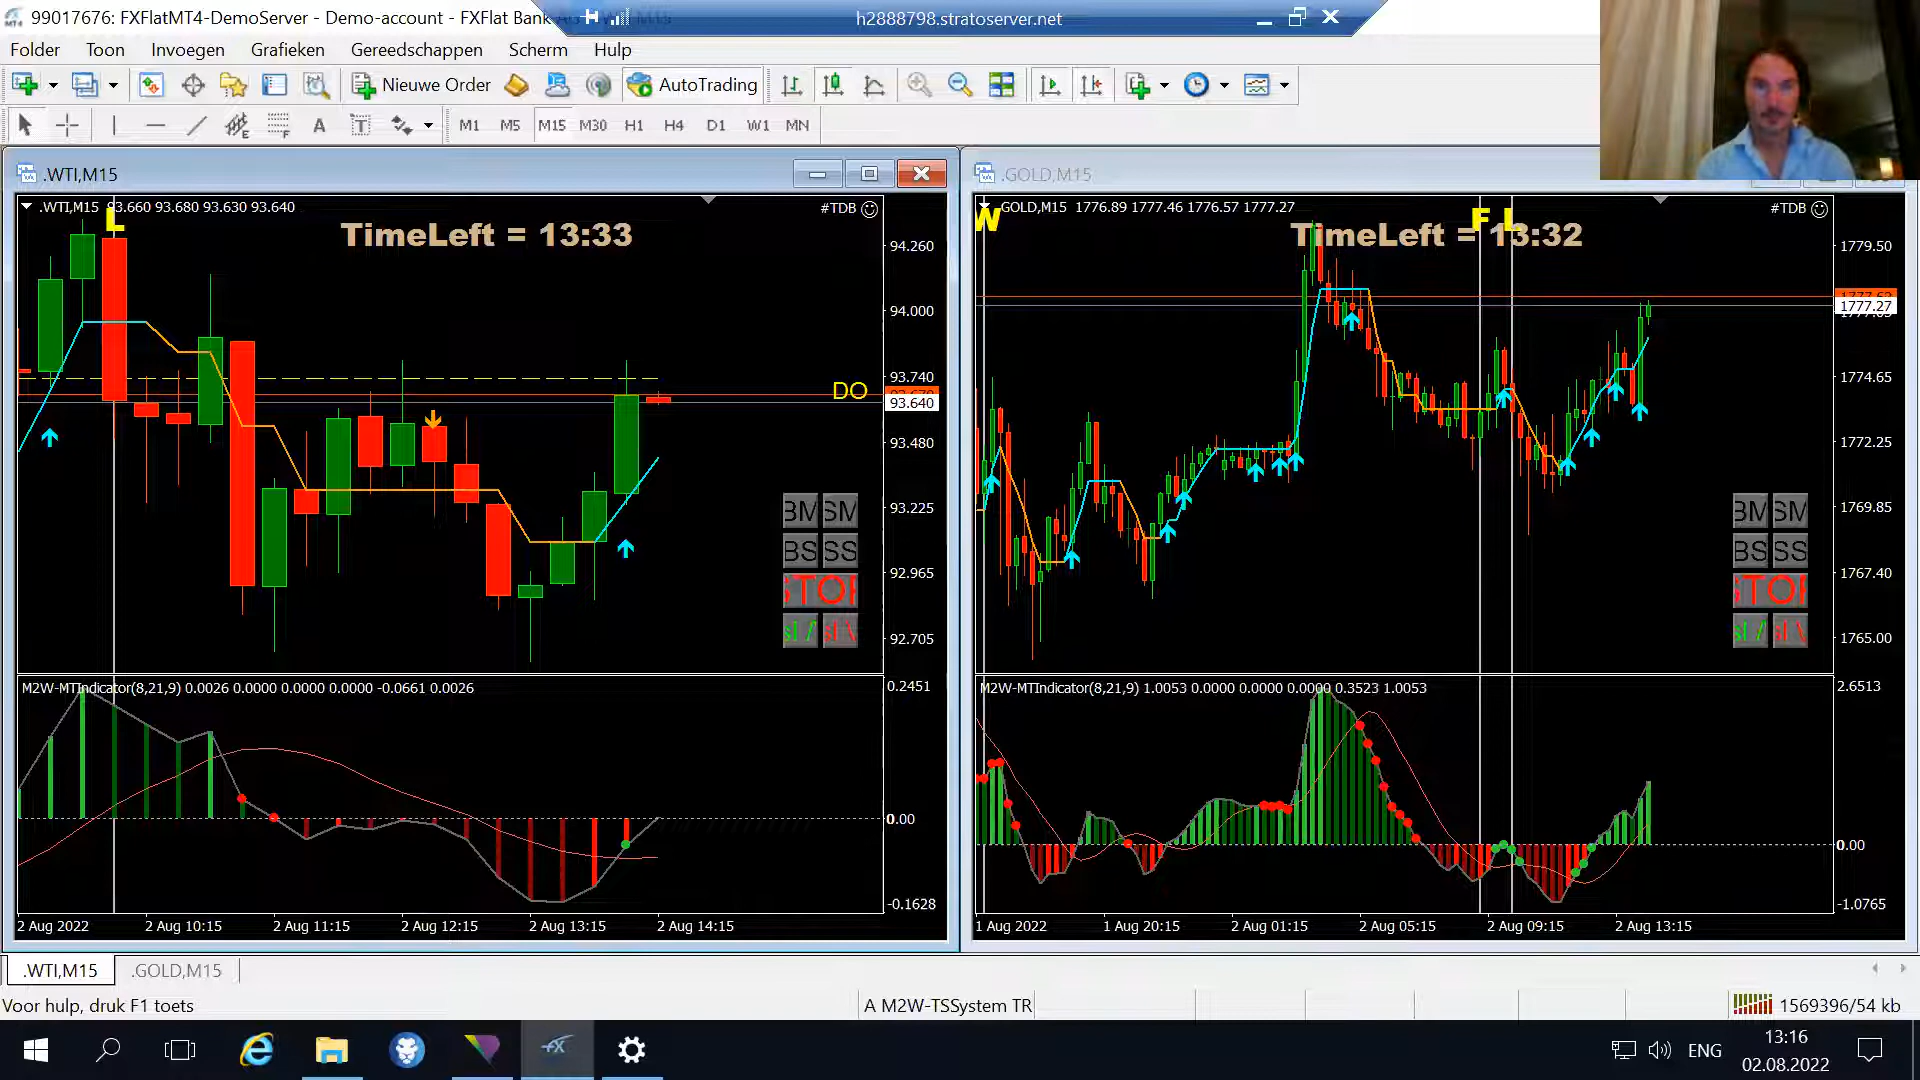 99017676: FXFlatMT4-DemoServer - Demo-account - FXFlat Bank
h2888798.stratoserver.net
Folder Toon Invoegen Grafieken Gereedschappen Scherm Hulp
Nieuwe Order AutoTrading
M1 M5 M15 M30 H1 H4 D1 W1 MN
.WTI,M15
.WTI,M15 93.660 93.680 93.630 93.640
#TDB
L
TimeLeft = 13:33
94.260
94.000
93.740
DO
93.640
93.480
93.225
92.965
92.705
BM SM
BS SS
STOP
sl / sl \
M2W-MTIndicator(8,21,9) 0.0026 0.0000 0.0000 0.0000 -0.0661 0.0026
0.2451
0.00
-0.1628
2 Aug 2022 2 Aug 10:15 2 Aug 11:15 2 Aug 12:15 2 Aug 13:15 2 Aug 14:15
.GOLD,M15
GOLD,M15 1776.89 1777.46 1776.57 1777.27
#TDB
W
F L
TimeLeft = 13:32
1779.50
1777.27
1774.65
1772.25
1769.85
1767.40
1765.00
BM SM
BS SS
STOP
sl / sl \
M2W-MTIndicator(8,21,9) 1.0053 0.0000 0.0000 0.0000 0.3523 1.0053
2.6513
0.00
-1.0765
1 Aug 2022 1 Aug 20:15 2 Aug 01:15 2 Aug 05:15 2 Aug 09:15 2 Aug 13:15
.WTI,M15 .GOLD,M15
Voor hulp, druk F1 toets
A M2W-TSSystem TR
1569396/54 kb
ENG
13:16
02.08.2022